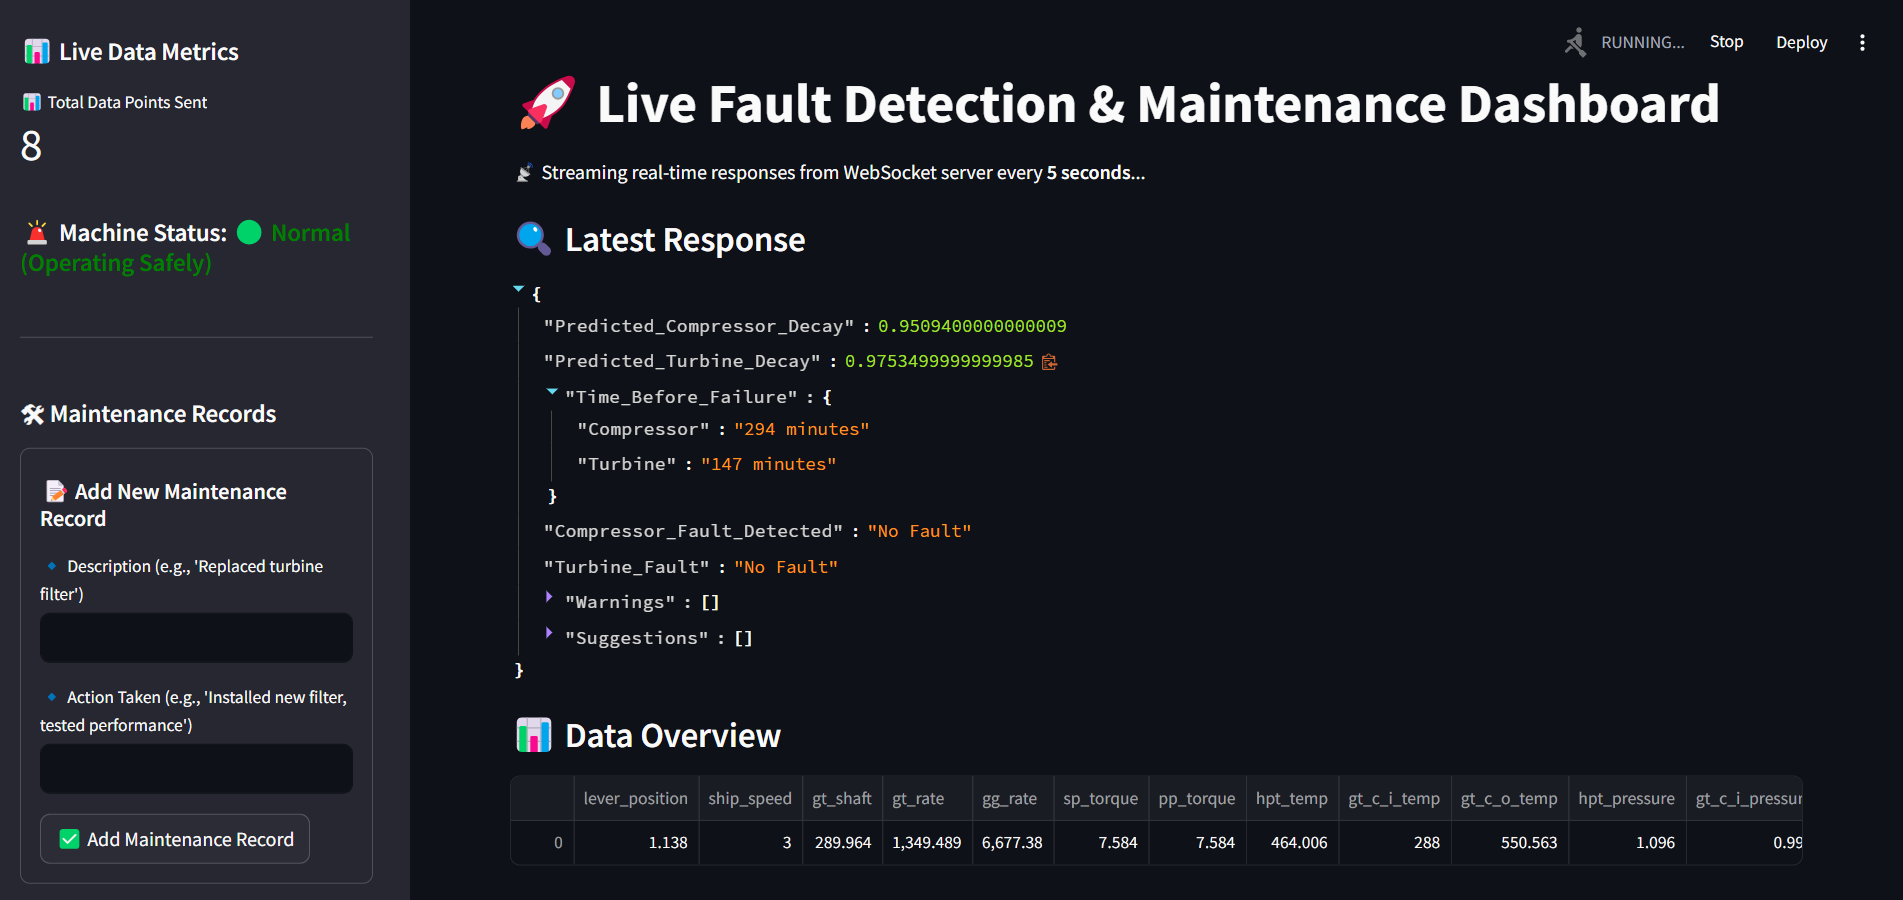 Live Data Metrics
Total Data Points Sent
8
Machine Status: Normal
(Operating Safely)
Maintenance Records
Add New Maintenance
Record
Description (e.g., 'Replaced turbine
filter')
Action Taken (e.g., 'Installed new filter,
tested performance')
Add Maintenance Record
RUNNING... Stop Deploy
Live Fault Detection & Maintenance Dashboard
Streaming real-time responses from WebSocket server every 5 seconds...
Latest Response
{
"Predicted_Compressor_Decay" : 0.9509400000000009
"Predicted_Turbine_Decay" : 0.9753499999999985
"Time_Before_Failure" : {
"Compressor" : "294 minutes"
"Turbine" : "147 minutes"
}
"Compressor_Fault_Detected" : "No Fault"
"Turbine_Fault" : "No Fault"
"Warnings" : []
"Suggestions" : []
}
Data Overview
lever_position ship_speed gt_shaft gt_rate gg_rate sp_torque pp_torque hpt_temp gt_c_i_temp gt_c_o_temp hpt_pressure gt_c_i_pressur
0 1.138 3 289.964 1,349.489 6,677.38 7.584 7.584 464.006 288 550.563 1.096 0.99